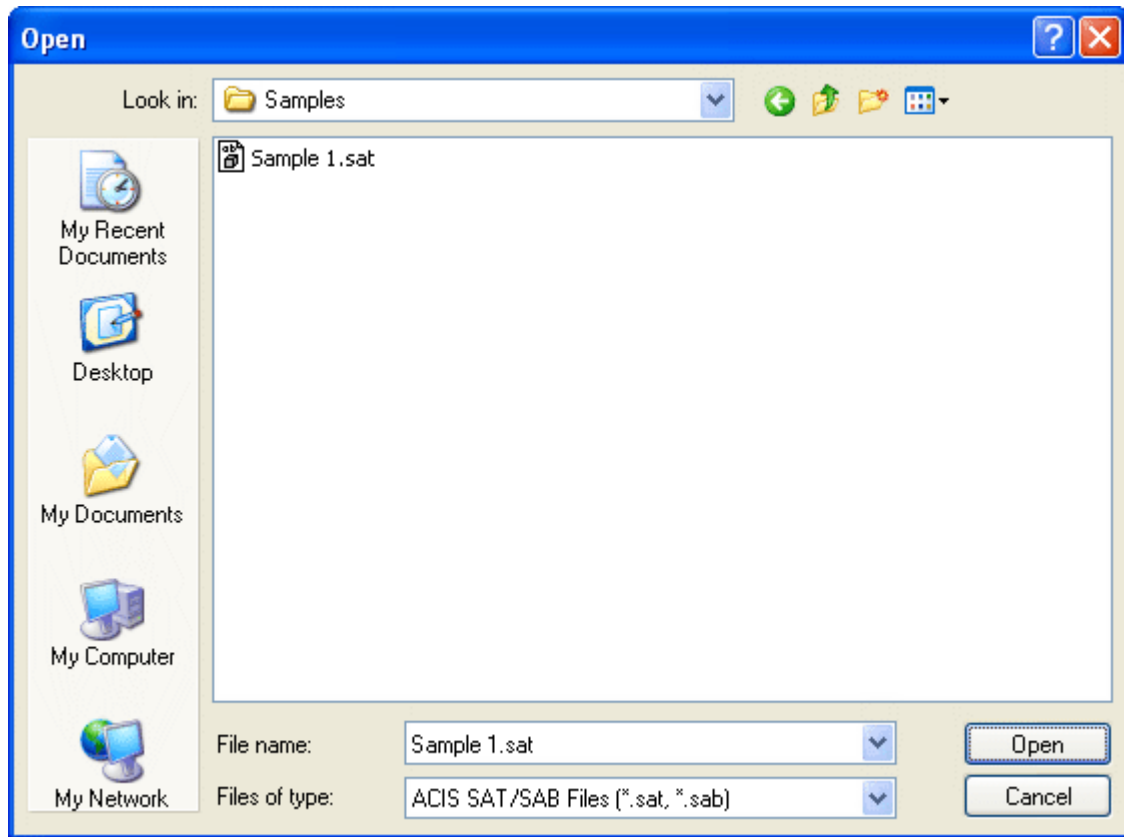 Open
Look in:
Samples
Sample 1.sat
My Recent
Documents
Desktop
My Documents
My Computer
My Network
File name:
Sample 1.sat
Open
Files of type:
ACIS SAT/SAB Files (*.sat, *.sab)
Cancel